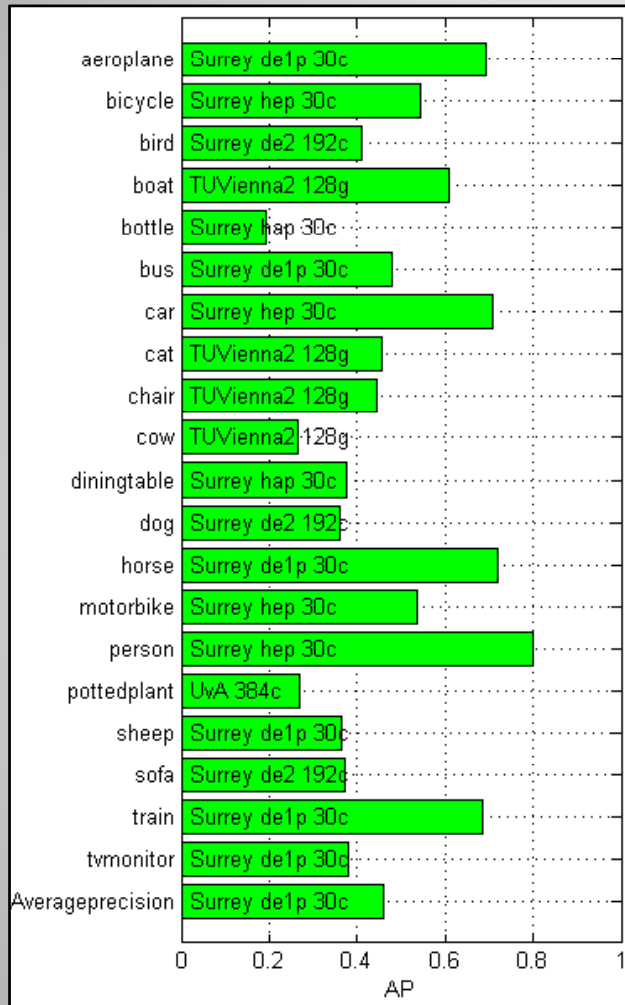 aeroplane Surrey de1p 30c
bicycle Surrey hep 30c
bird Surrey de2 192c
boat TUVienna2 128g
bottle Surrey hap 30c
bus Surrey de1p 30c
car Surrey hep 30c
cat TUVienna2 128g
chair TUVienna2 128g
cow TUVienna2 128g
diningtable Surrey hap 30c
dog Surrey de2 192c
horse Surrey de1p 30c
motorbike Surrey hep 30c
person Surrey hep 30c
pottedplant UvA 384c
sheep Surrey de1p 30c
sofa Surrey de2 192c
train Surrey de1p 30c
tvmonitor Surrey de1p 30c
Averageprecision Surrey de1p 30c
0 0.2 0.4 0.6 0.8 1
AP